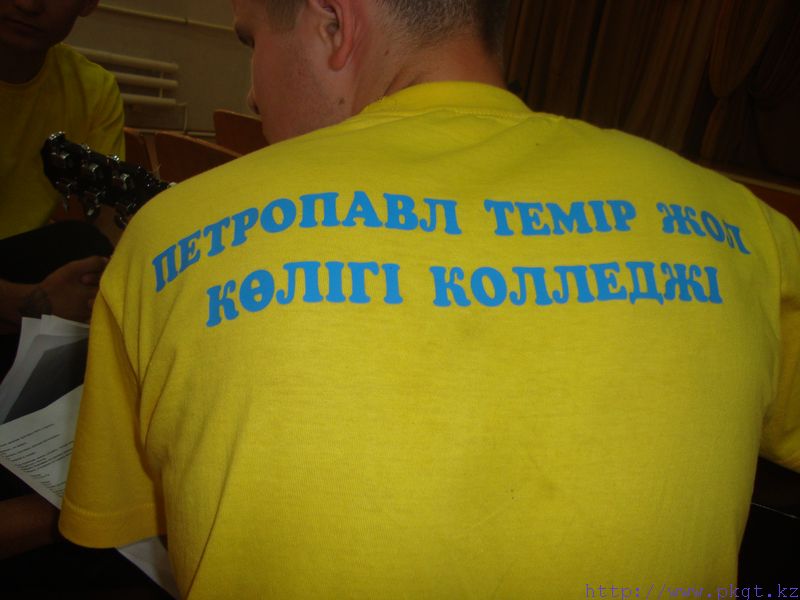 ПЕТРОПАВЛ ТЕМІР ЖОЛ
КӨЛІГІ КОЛЛЕДЖІ
http://www.pkgt.kz